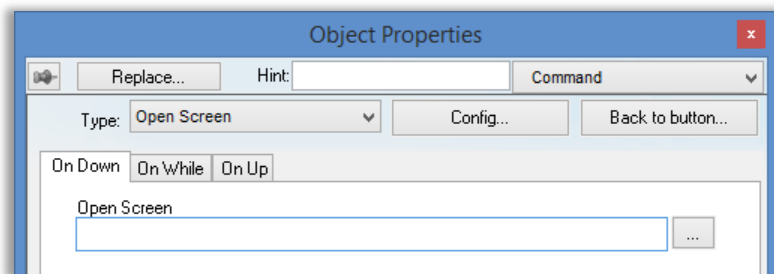 Object Properties
x
Replace... Hint: Command
Type: Open Screen Config... Back to button...
On Down On While On Up
Open Screen
...